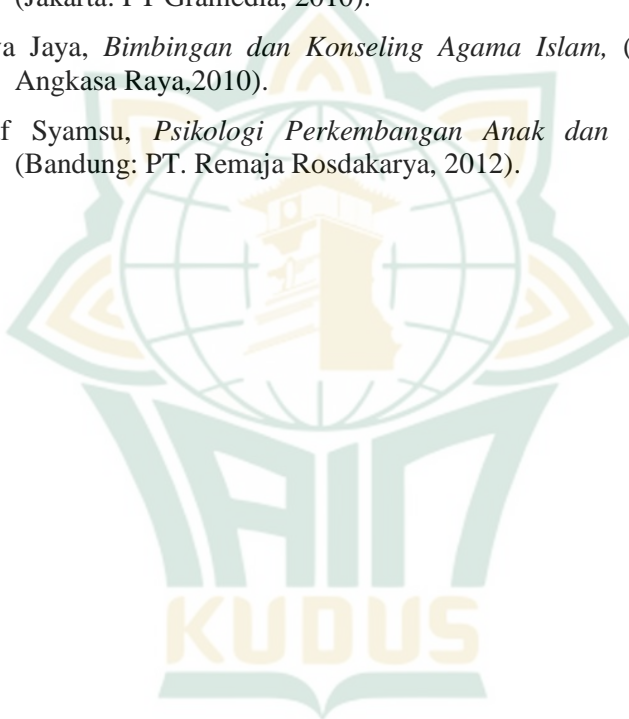 (Jakarta: PT Gramedia, 2010).
a Jaya, Bimbingan dan Konseling Agama Islam, (
Angkasa Raya,2010).
f Syamsu, Psikologi Perkembangan Anak dan
(Bandung: PT. Remaja Rosdakarya, 2012).
IAIN
KUDUS